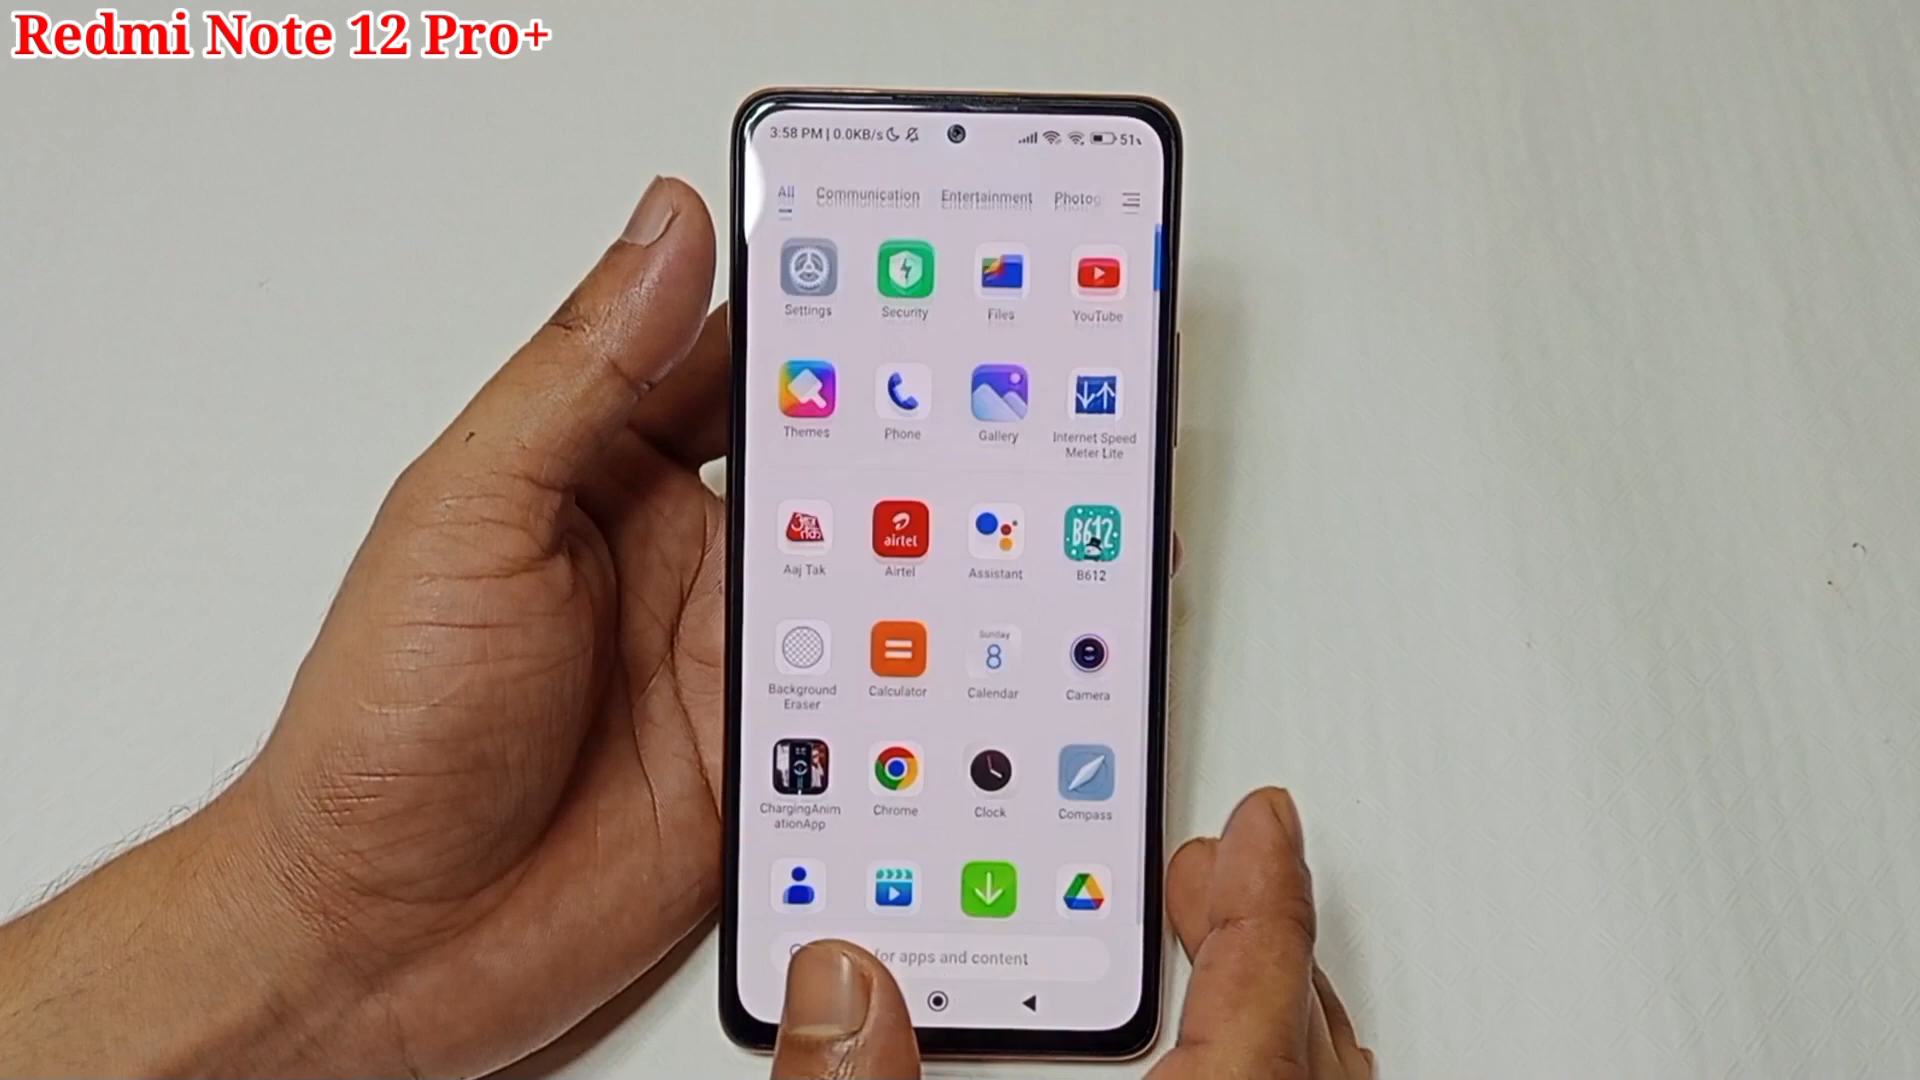 Redmi Note 12 Pro+
3:58 PM | 0.0KB/s
51
All Communication Entertainment Photog
Settings Security Files YouTube
Themes Phone Gallery Internet Speed
Meter Lite
airtel B612
Aaj Tak Airtel Assistant B612
Sunday
8
Background Calculator Calendar Camera
Eraser
ChargingAnim Chrome Clock Compass
ationApp
for apps and content